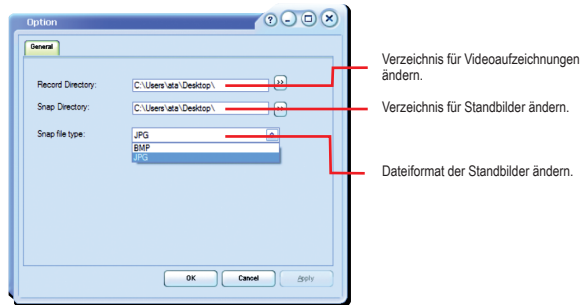 Option
General
Record Directory: C:\Users\ata\Desktop\ >>
Snap Directory: C:\Users\ata\Desktop\ >>
Snap file type: JPG
BMP
JPG
OK Cancel Apply
Verzeichnis für Videoaufzeichnungen
ändern.
Verzeichnis für Standbilder ändern.
Dateiformat der Standbilder ändern.